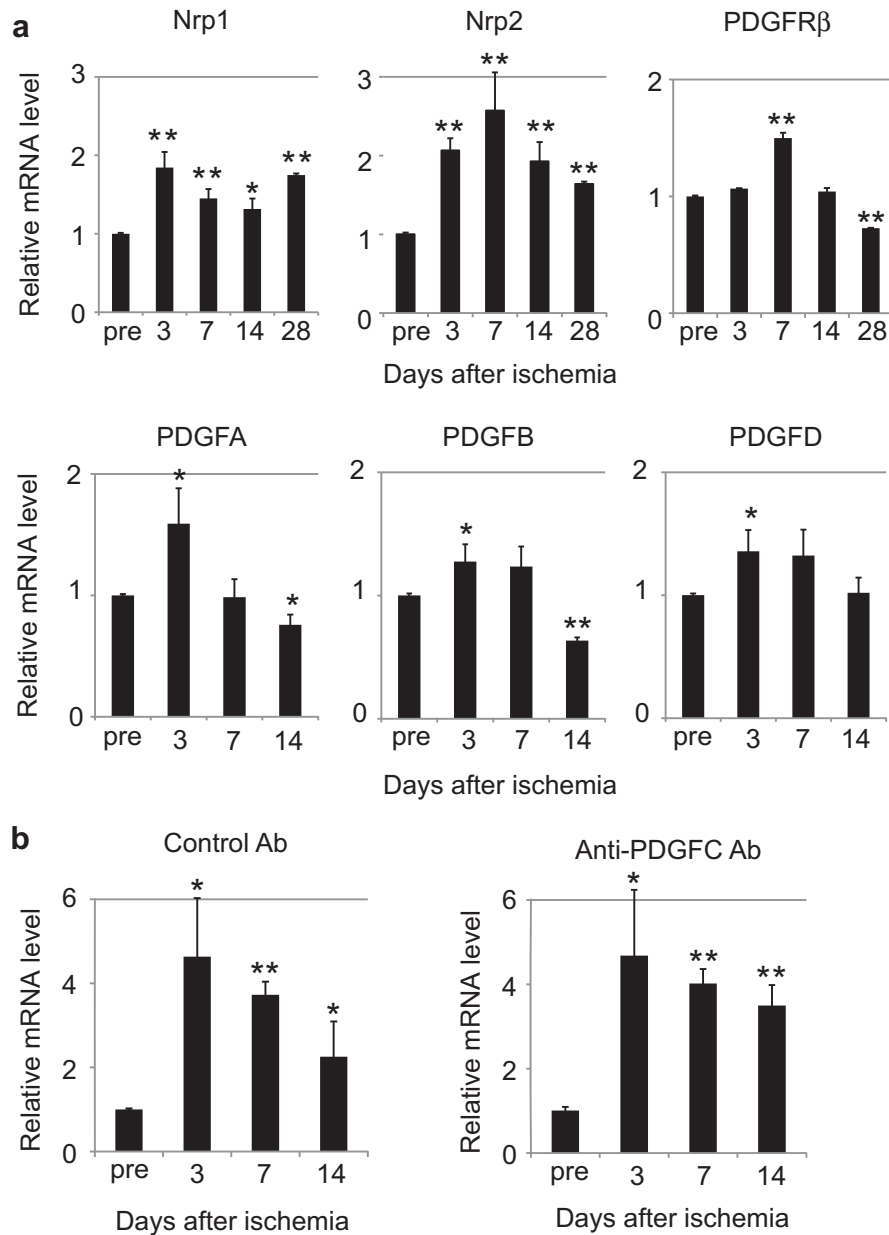 a
Nrp1
Nrp2
PDGFRβ
Relative mRNA level
3
2
1
0
** ** * **
pre 3 7 14 28
3
2
1
0
** ** ** **
pre 3 7 14 28
2
1
0
** **
pre 3 7 14 28
Days after ischemia
PDGFA
PDGFB
PDGFD
Relative mRNA level
2
1
0
* *
pre 3 7 14
2
1
0
* **
pre 3 7 14
2
1
0
*
pre 3 7 14
Days after ischemia
b
Control Ab
Relative mRNA level
6
4
2
0
* ** *
pre 3 7 14
Days after ischemia
Anti-PDGFC Ab
Relative mRNA level
6
4
2
0
* ** **
pre 3 7 14
Days after ischemia